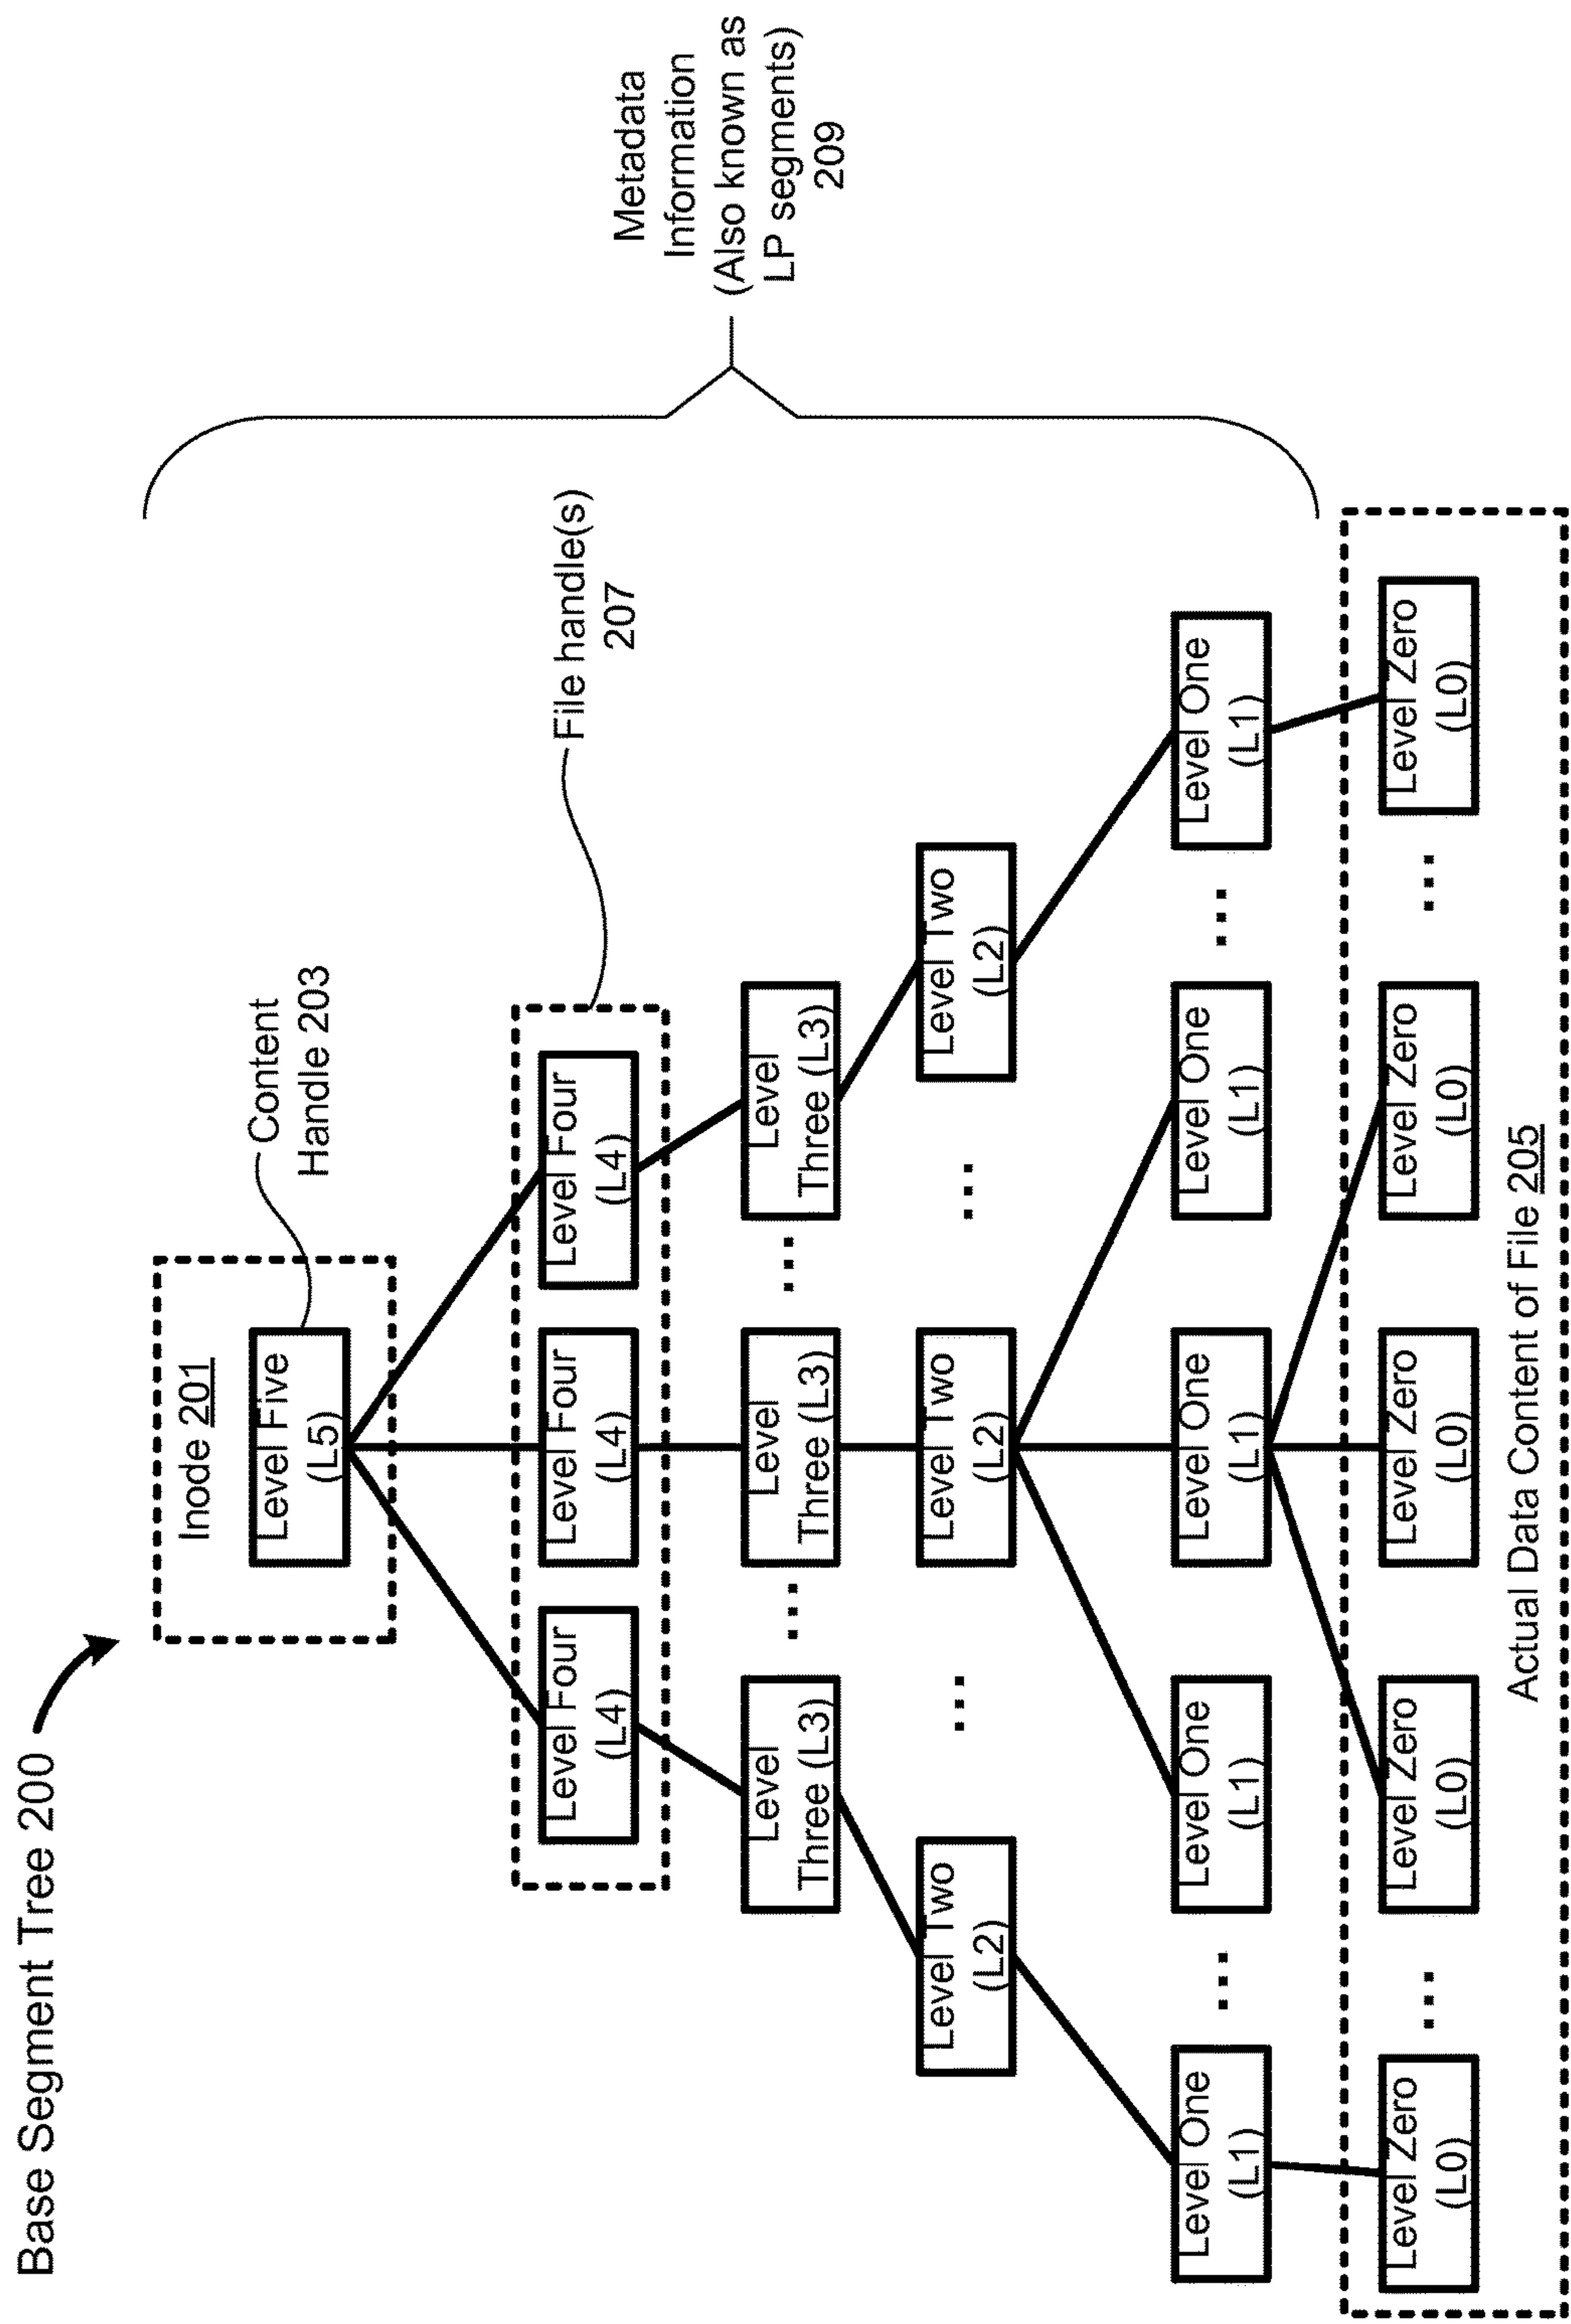 Base Segment Tree 200
Inode 201
Level Five
(L5)
Content
Handle 203
Level Four
(L4)
Level Four
(L4)
Level Four
(L4)
File handle(s)
207
Metadata
Information
(Also known as
LP segments)
209
Level
Three (L3)
...
Level
Three (L3)
...
Level
Three (L3)
Level Two
(L2)
...
Level Two
(L2)
...
Level Two
(L2)
Level One
(L1)
...
Level One
(L1)
Level One
(L1)
Level One
(L1)
...
Level One
(L1)
Level Zero
(L0)
...
Level Zero
(L0)
Level Zero
(L0)
Level Zero
(L0)
...
Level Zero
(L0)
Actual Data Content of File 205